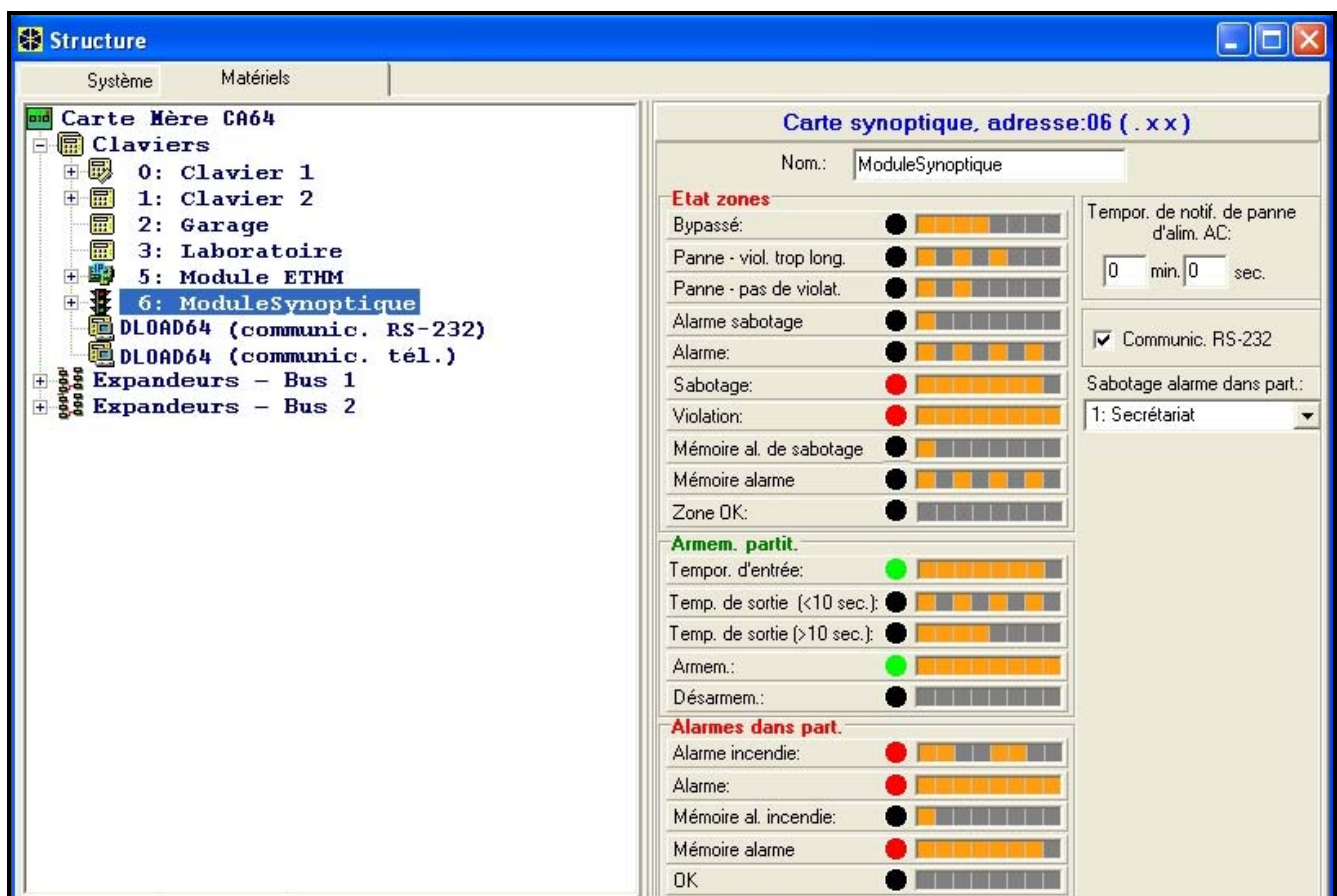 Structure
Système
Matériels
Carte Mère CA64
Claviers
0: Clavier 1
1: Clavier 2
2: Garage
3: Laboratoire
5: Module ETHM
6: ModuleSynoptique
DLOAD64 (communic. RS-232)
DLOAD64 (communic. tél.)
Expandeurs – Bus 1
Expandeurs – Bus 2
Carte synoptique, adresse:06 ( . x x )
Nom.: ModuleSynoptique
Etat zones
Bypassé:
Panne - viol. trop long.
Panne - pas de violat.
Alarme sabotage
Alarme:
Sabotage:
Violation:
Mémoire al. de sabotage
Mémoire alarme
Zone OK:
Armem. partit.
Tempor. d'entrée:
Temp. de sortie (<10 sec.):
Temp. de sortie (>10 sec.):
Armem.:
Désarmem.:
Alarmes dans part.
Alarme incendie:
Alarme:
Mémoire al. incendie:
Mémoire alarme
OK
Tempor. de notif. de panne
d'alim. AC:
0 min. 0 sec.
Communic. RS-232
Sabotage alarme dans part.:
1: Secrétariat